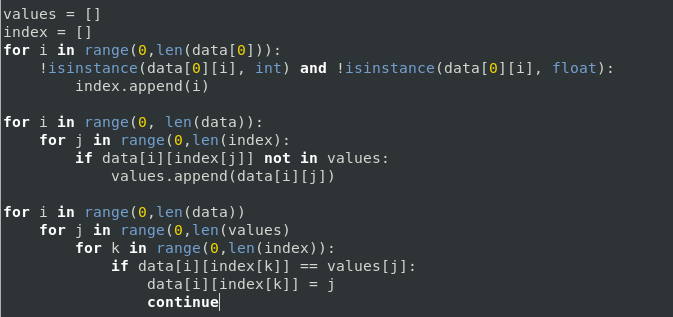 values = []
index = []
for i in range(0,len(data[0])):
    !isinstance(data[0][i], int) and !isinstance(data[0][i], float):
        index.append(i)

for i in range(0, len(data)):
    for j in range(0,len(index):
        if data[i][index[j]] not in values:
            values.append(data[i][j])

for i in range(0,len(data))
    for j in range(0,len(values)
        for k in range(0,len(index)):
            if data[i][index[k]] == values[j]:
                data[i][index[k]] = j
                continue